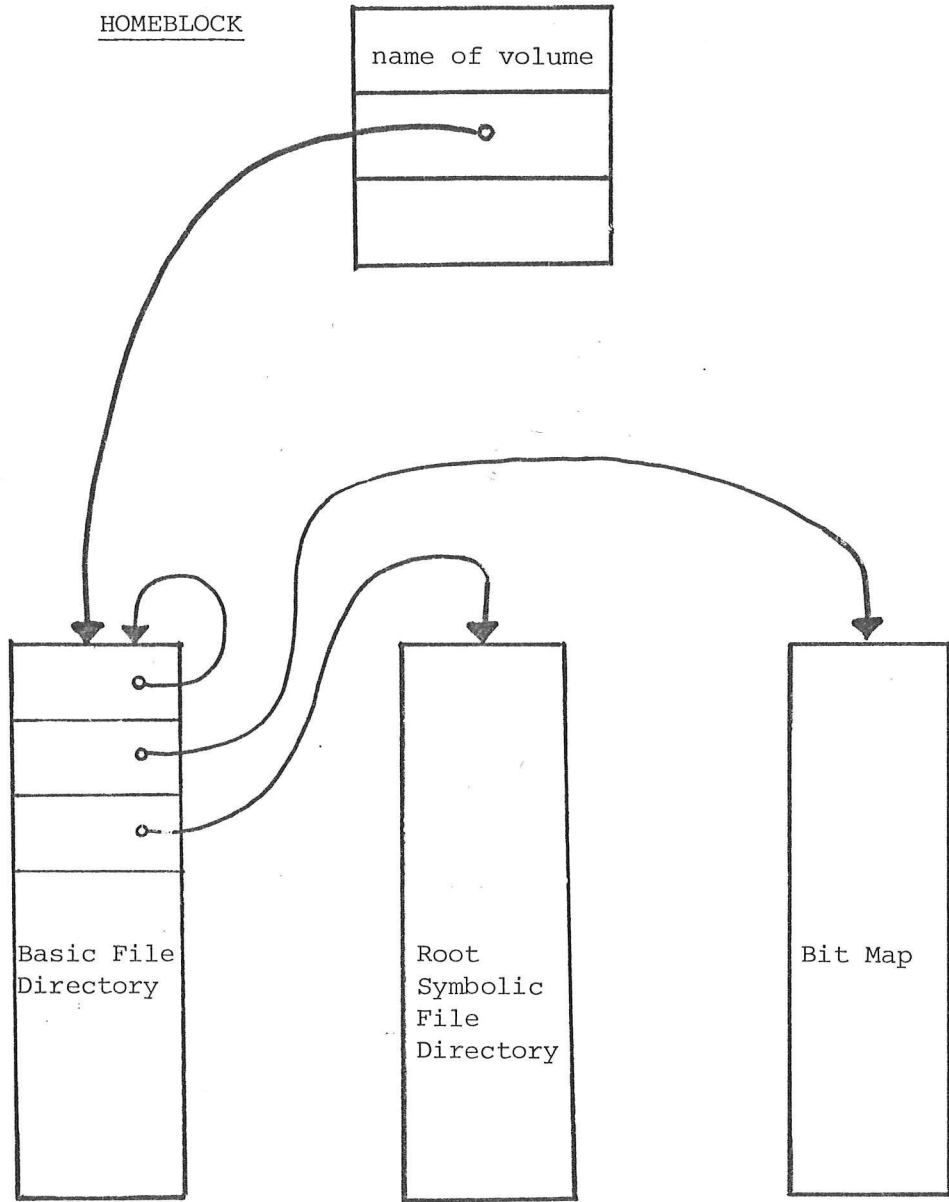 HOMEBLOCK
name of volume
Basic File
Directory
Root
Symbolic
File
Directory
Bit Map